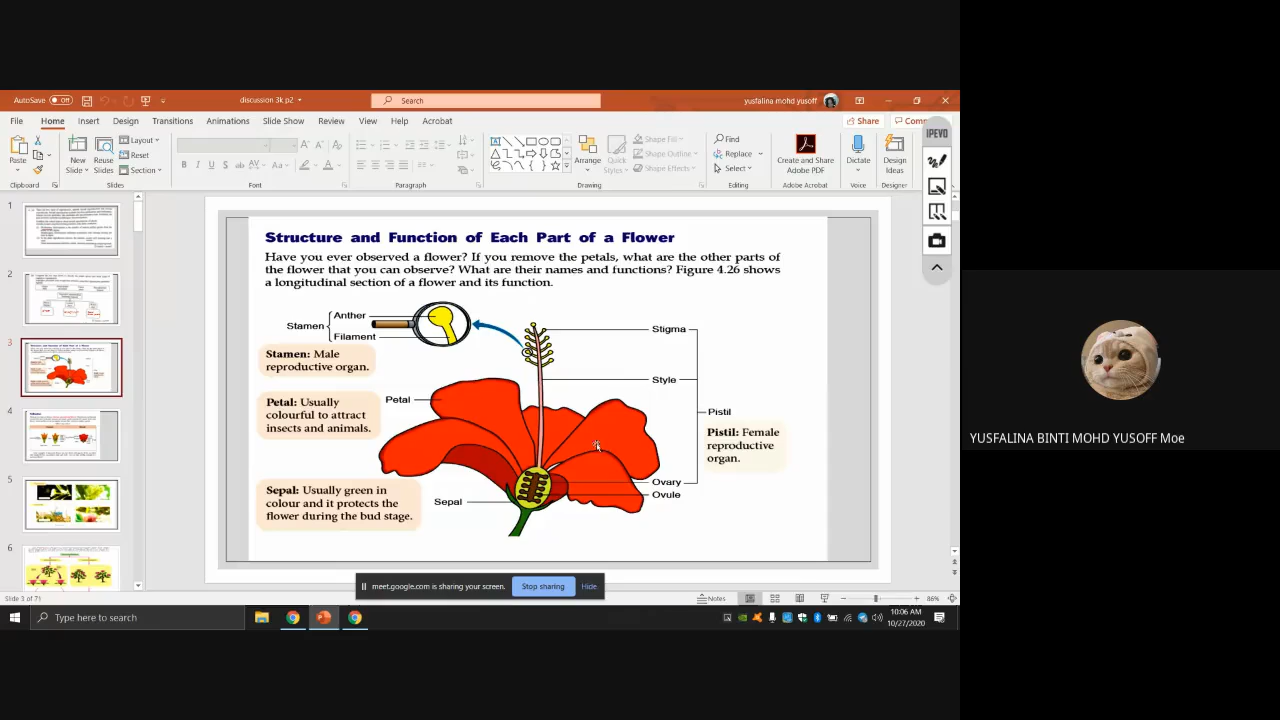 AutoSave Off
discussion 3k p2
Search
yusfalina mohd yusoff
File Home Insert Design Transitions Animations Slide Show Review View Help Acrobat
Share
IPEVO
Paste
New Slide
Reuse Slides
Layout
Reset
Section
Arrange
Quick Styles
Shape Fill
Shape Outline
Shape Effects
Find
Replace
Select
Create and Share Adobe PDF
Dictate
Design Ideas
Clipboard Slides Font Paragraph Drawing Editing Adobe Acrobat Voice Designer
1
2
3
4
5
6
Structure and Function of Each Part of a Flower
Have you ever observed a flower? If you remove the petals, what are the other parts of
the flower that you can observe? What are their names and functions? Figure 4.26 shows
a longitudinal section of a flower and its function.
Anther
Stamen
Filament
Stamen: Male
reproductive organ.
Petal: Usually
colourful to attract
insects and animals.
Petal
Sepal: Usually green in
colour and it protects the
flower during the bud stage.
Sepal
Stigma
Style
Pistil
Pistil: Female
reproductive
organ.
Ovary
Ovule
meet.google.com is sharing your screen.
Stop sharing
Hide
Slide 3 of 71
Notes
86%
Type here to search
10:06 AM
10/27/2020
YUSFALINA BINTI MOHD YUSOFF Moe